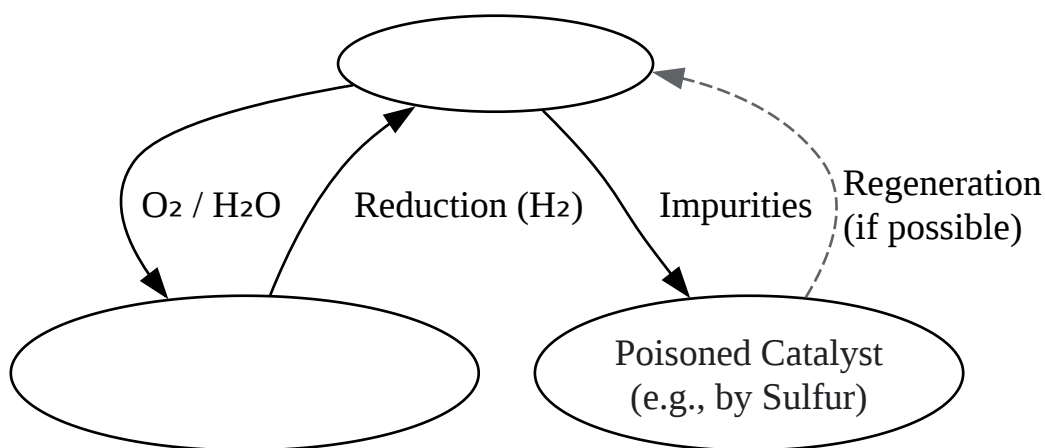 O₂ / H₂O
Reduction (H₂)
Impurities
Regeneration
(if possible)
Poisoned Catalyst
(e.g., by Sulfur)